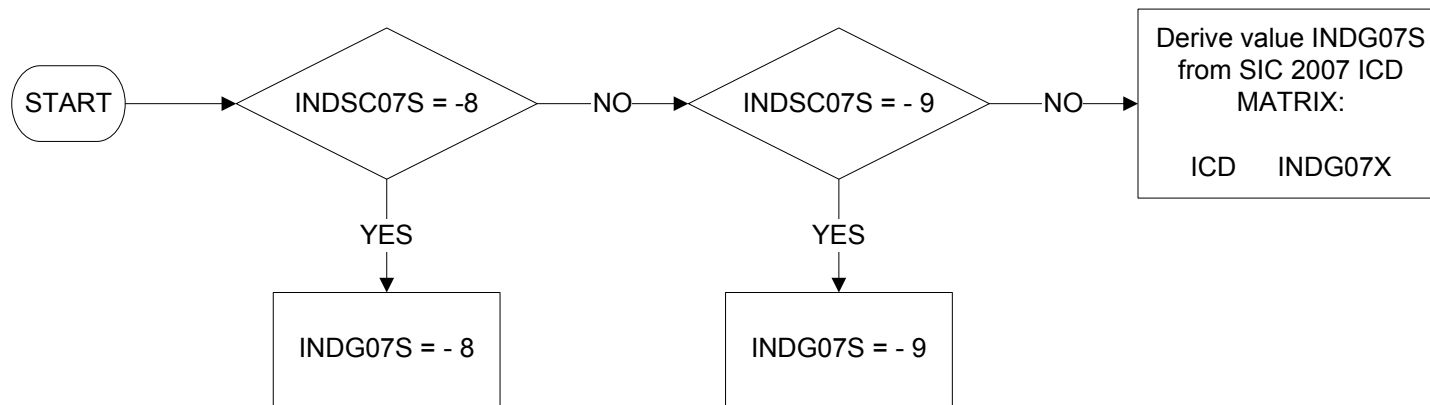 START
INDSC07S = -8
NO
INDSC07S = - 9
NO
Derive value INDG07S
from SIC 2007 ICD
MATRIX:
ICD INDG07X
YES
YES
INDG07S = - 8
INDG07S = - 9